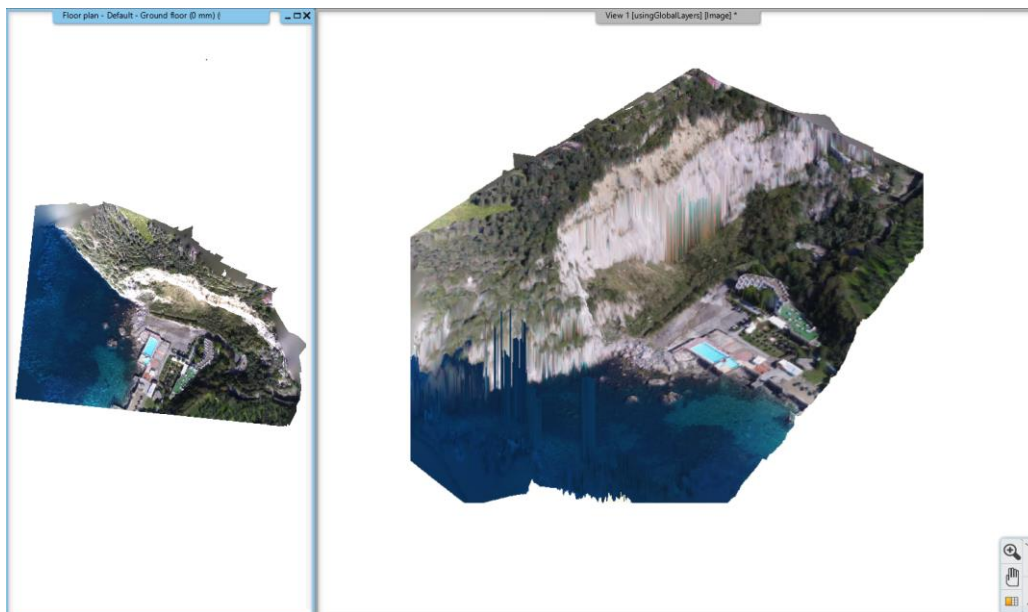 Floor plan - Default - Ground floor (0 mm) (
View 1 [usingGlobalLayers] [Image] *